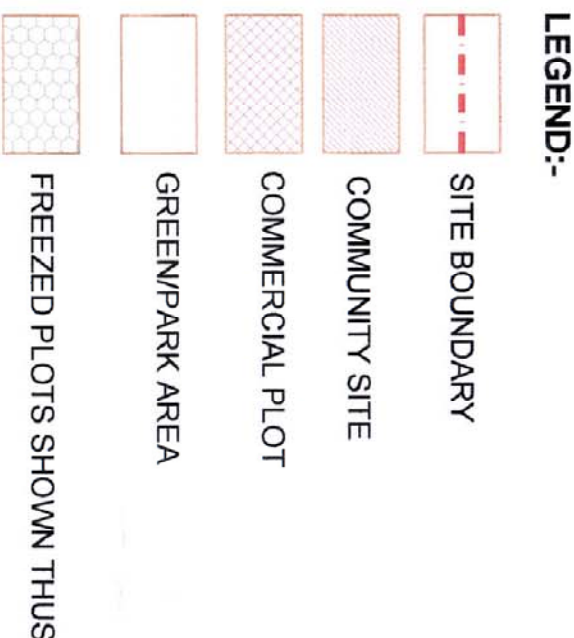 LEGEND:-
SITE BOUNDARY
COMMUNITY SITE
COMMERCIAL PLOT
GREEN/PARK AREA
FREEZED PLOTS SHOWN THUS